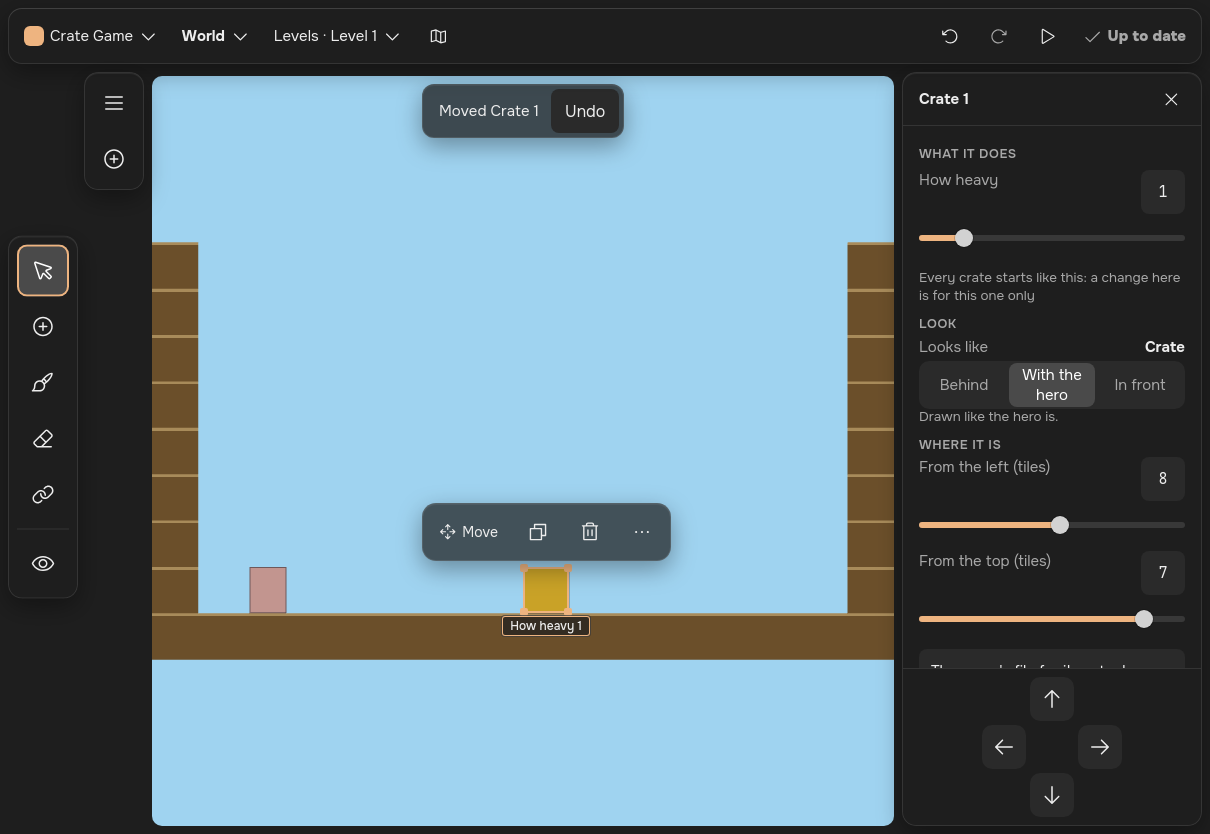 Crate Game
World
Levels · Level 1
Up to date
Moved Crate 1
Undo
Move
How heavy 1
Crate 1
WHAT IT DOES
How heavy
1
Every crate starts like this: a change here
is for this one only
LOOK
Looks like
Crate
Behind
With the
hero
In front
Drawn like the hero is.
WHERE IT IS
From the left (tiles)
8
From the top (tiles)
7